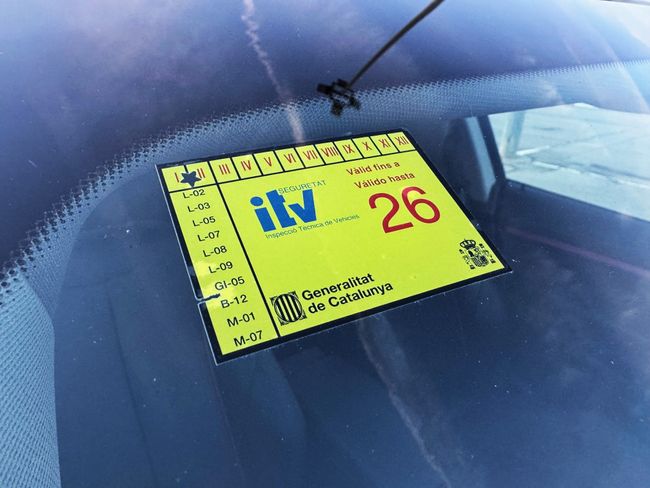 I II III IV V VI VII VIII IX X XI XII
L-02
L-03
L-05
L-07
L-08
L-09
GI-05
B-12
M-01
M-07
SEGURETAT
itv
Inspecció Tècnica de Vehicles
Vàlid fins a
Válido hasta
26
Generalitat
de Catalunya